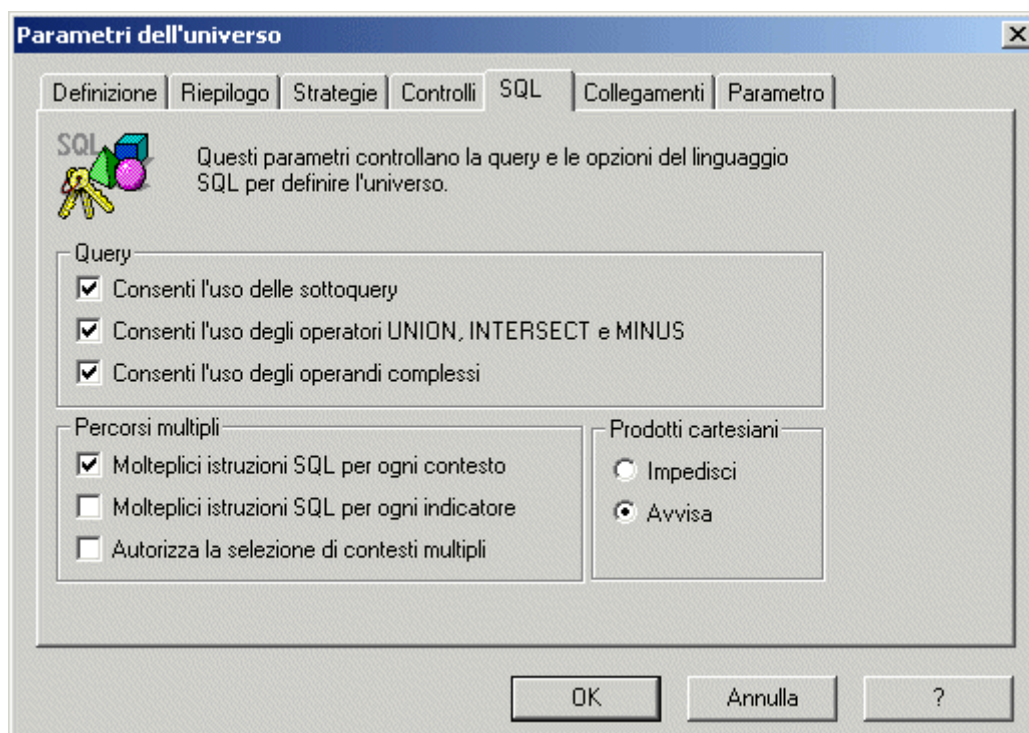 Parametri dell'universo
Definizione Riepilogo Strategie Controlli SQL Collegamenti Parametro
SQL
Questi parametri controllano la query e le opzioni del linguaggio
SQL per definire l'universo.
Query
Consenti l'uso delle sottoquery
Consenti l'uso degli operatori UNION, INTERSECT e MINUS
Consenti l'uso degli operandi complessi
Percorsi multipli
Molteplici istruzioni SQL per ogni contesto
Molteplici istruzioni SQL per ogni indicatore
Autorizza la selezione di contesti multipli
Prodotti cartesiani
Impedisci
Avvisa
OK Annulla ?